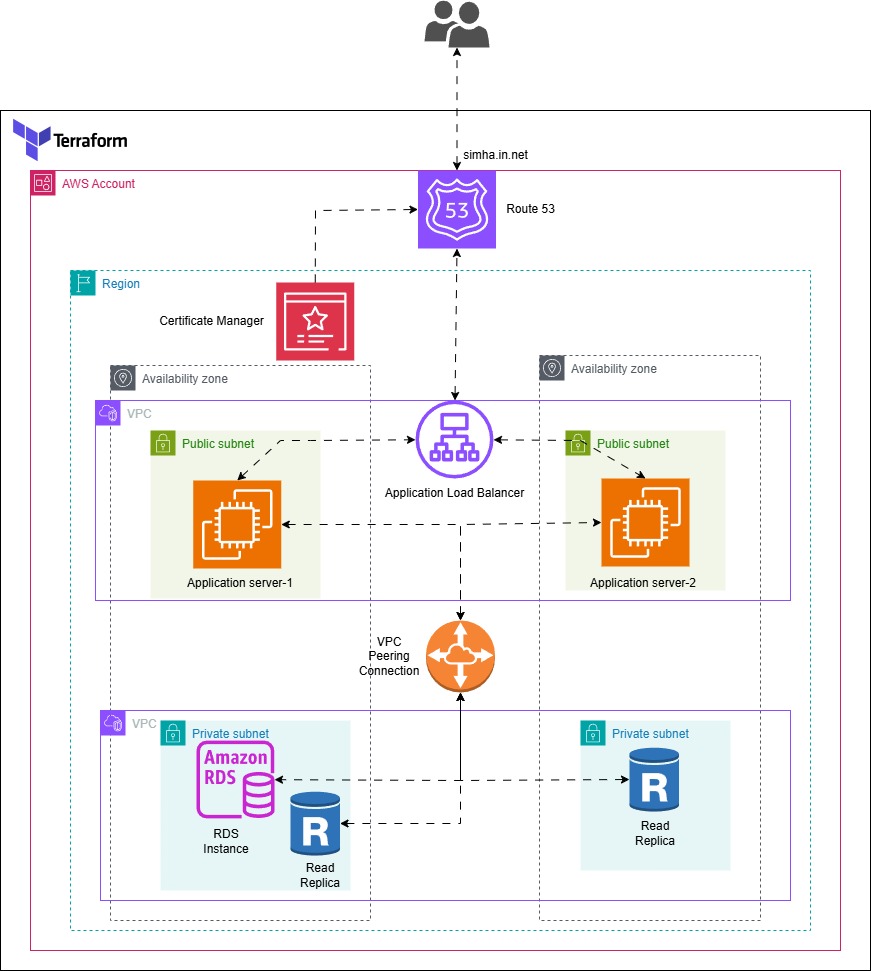 simha.in.net
Terraform
AWS Account
53
Route 53
Region
Certificate Manager
Availability zone
Availability zone
VPC
Public subnet
Public subnet
Application Load Balancer
Application server-1
Application server-2
VPC
Peering
Connection
VPC
Private subnet
Private subnet
Amazon
RDS
R
R
RDS
Instance
Read
Replica
Read
Replica